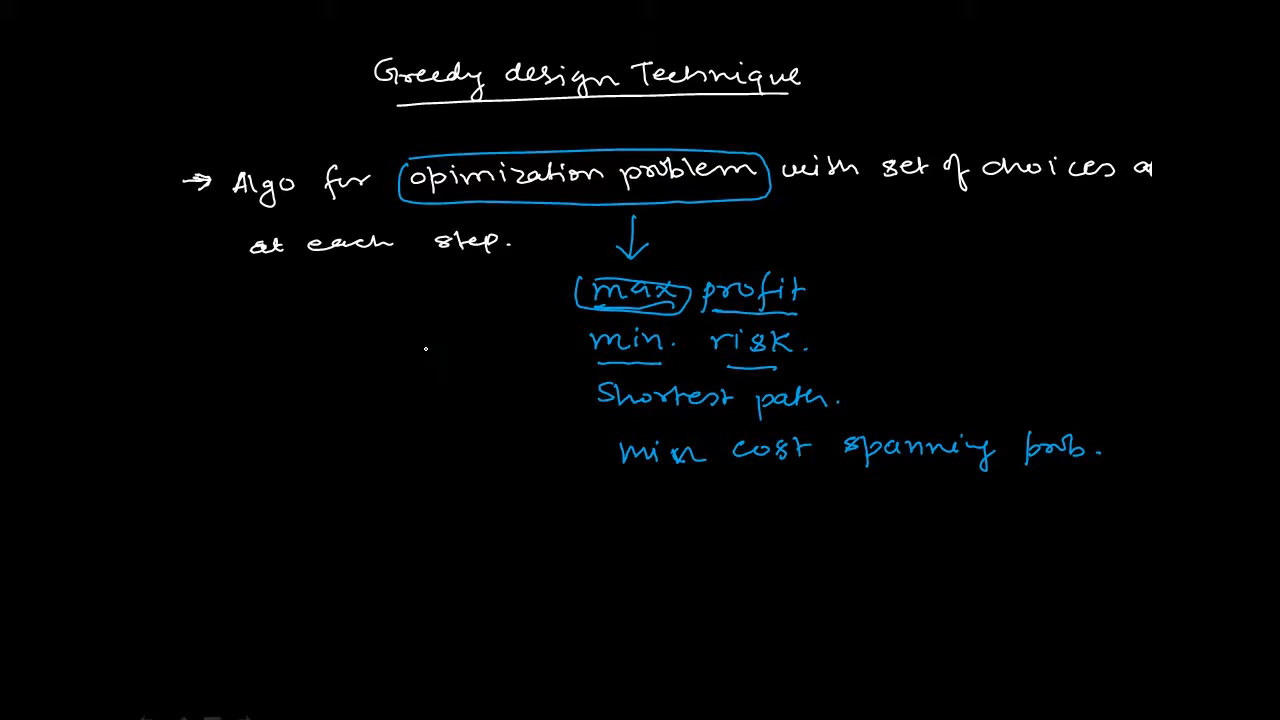 Greedy design Technique
→ Algo for opimization problem with set of choices a
at each step.
max profit
min. risk.
Shortest path.
min cost spanning prob.